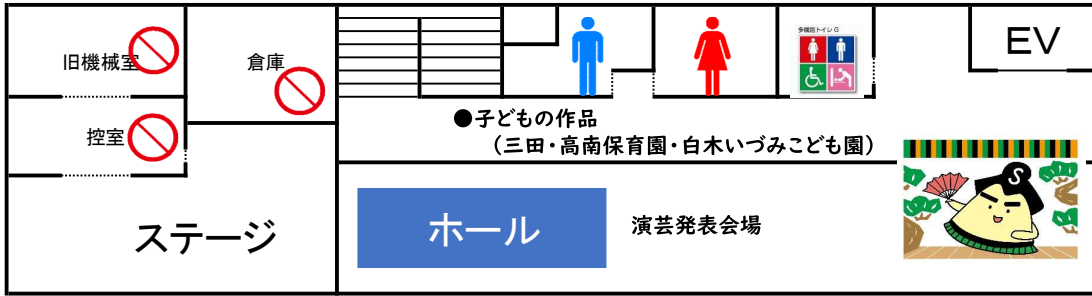 旧機械室
倉庫
多機能トイレG
EV
控室
●子どもの作品
(三田・高南保育園・白木いづみこども園)
ステージ
ホール
演芸発表会場
S